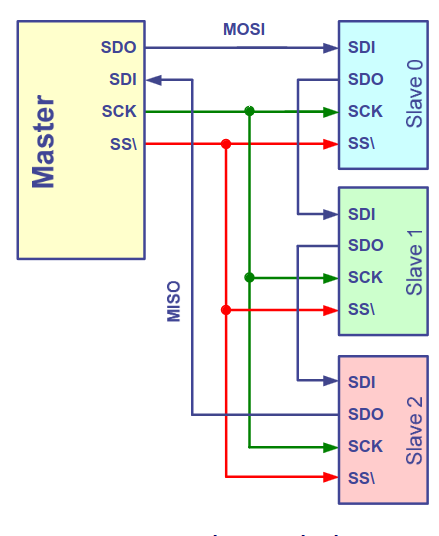 MOSI
Master
SDO
SDI
SCK
SS\
Slave 0
SDI
SDO
SCK
SS\
Slave 1
SDI
SDO
SCK
SS\
MISO
Slave 2
SDI
SDO
SCK
SS\